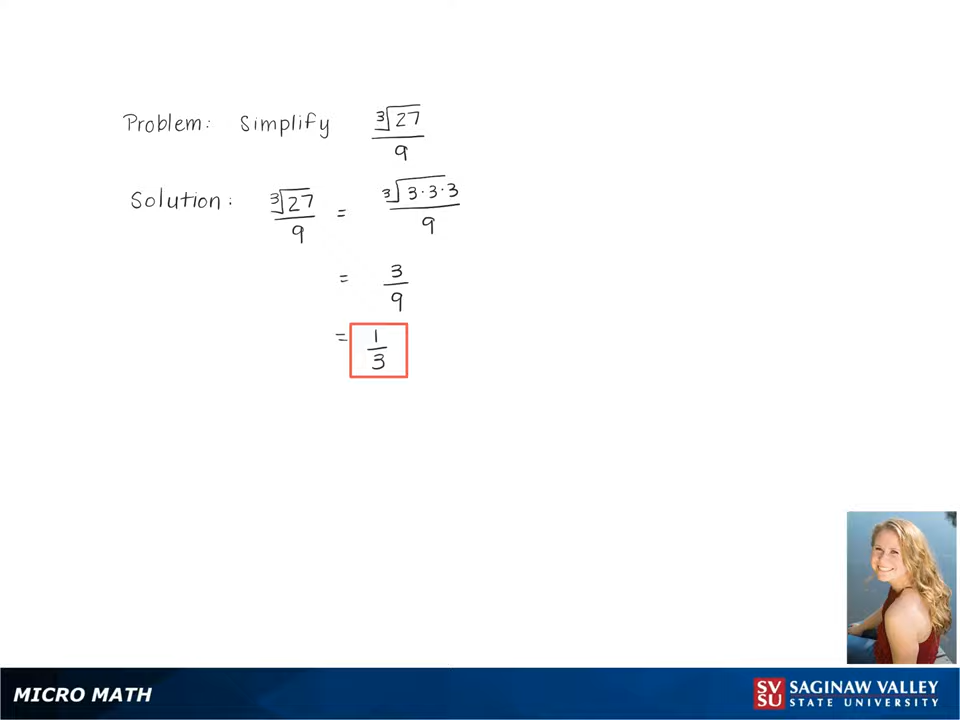 Problem: Simplify ∛27/9
Solution: ∛27/9 = ∛3·3·3/9
= 3/9
= 1/3
MICRO MATH
SV SU SAGINAW VALLEY
STATE UNIVERSITY